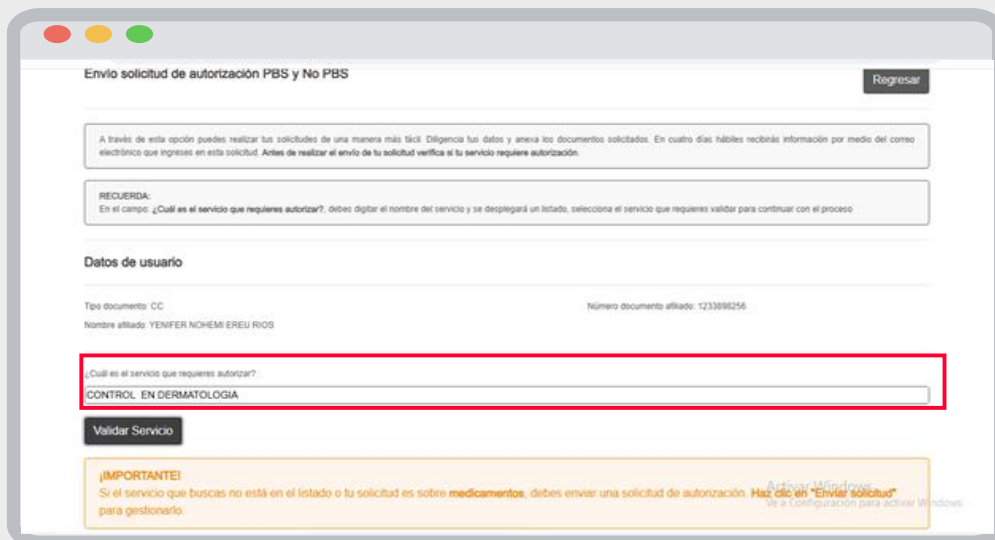 Envío solicitud de autorización PBS y No PBS
Regresar
A través de esta opción puedes realizar tus solicitudes de una manera más fácil. Diligencia tus datos y anexa los documentos solicitados. En cuatro días hábiles recibirás información por medio del correo
electrónico que ingreses en esta solicitud. Antes de realizar el envío de tu solicitud verifica si tu servicio requiere autorización.
RECUERDA:
En el campo: ¿Cuál es el servicio que requieres autorizar?, debes digitar el nombre del servicio y se desplegará un listado, selecciona el servicio que requieres validar para continuar con el proceso
Datos de usuario
Tipo documento: CC
Número documento afiliado: 1233898256
Nombre afiliado: YENIFER NOHEMI EREU RIOS
¿Cuál es el servicio que requieres autorizar?
CONTROL EN DERMATOLOGIA
Validar Servicio
¡IMPORTANTE!
Si el servicio que buscas no está en el listado o tu solicitud es sobre medicamentos, debes enviar una solicitud de autorización. Haz clic en "Enviar solicitud"
para gestionarlo.
Activar Windows
Ve a Configuración para activar Windows.